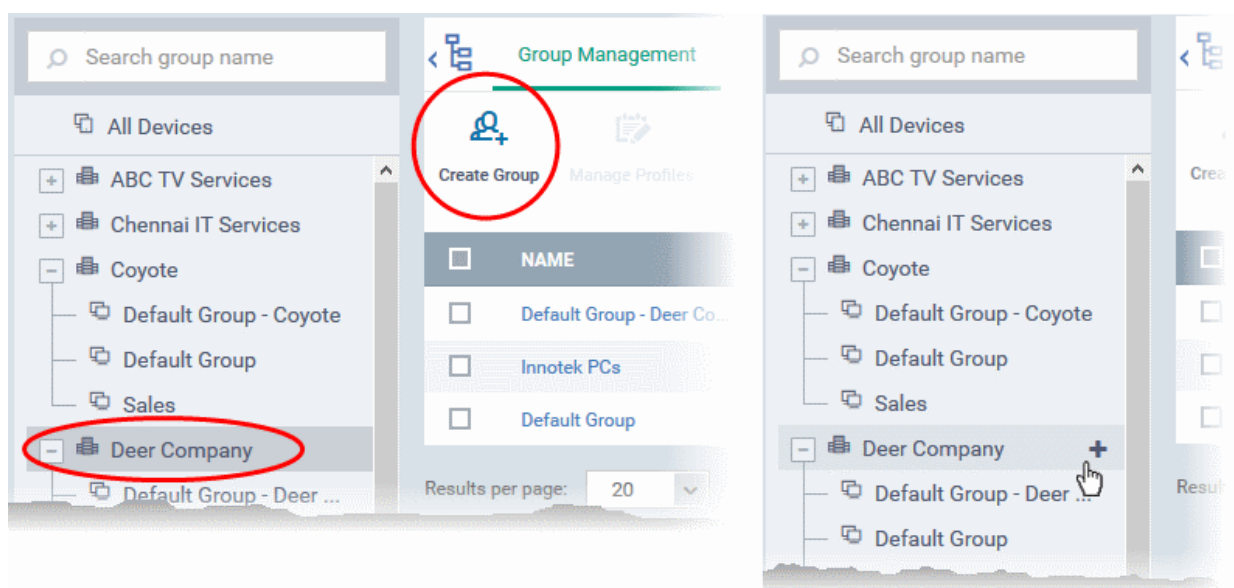 Search group name
All Devices
ABC TV Services
Chennai IT Services
Coyote
Default Group - Coyote
Default Group
Sales
Deer Company
Default Group - Deer ...
Group Management
Create Group
Manage Profiles
NAME
Default Group - Deer Co...
Innotek PCs
Default Group
Results per page: 20
Search group name
All Devices
ABC TV Services
Chennai IT Services
Coyote
Default Group - Coyote
Default Group
Sales
Deer Company
Default Group - Deer ...
Default Group
Crea
Resul